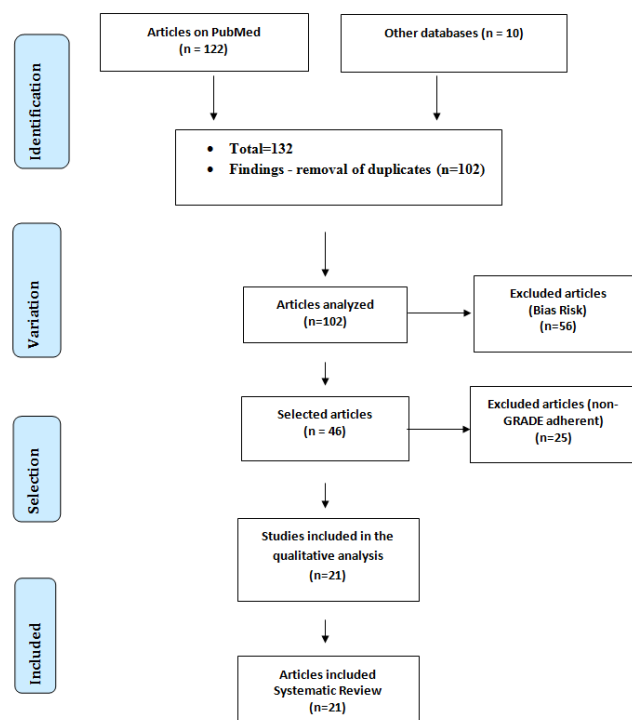 Articles on PubMed
(n = 122)
Other databases (n = 10)
Identification
• Total=132
• Findings - removal of duplicates (n=102)
Variation
Articles analyzed
(n=102)
Excluded articles
(Bias Risk)
n=56)
Selection
Selected articles
(n = 46)
Excluded articles (non-
GRADE adherent)
(n=25)
Studies included in the
qualitative analysis
(n=21)
Included
Articles included
Systematic Review
(n=21)